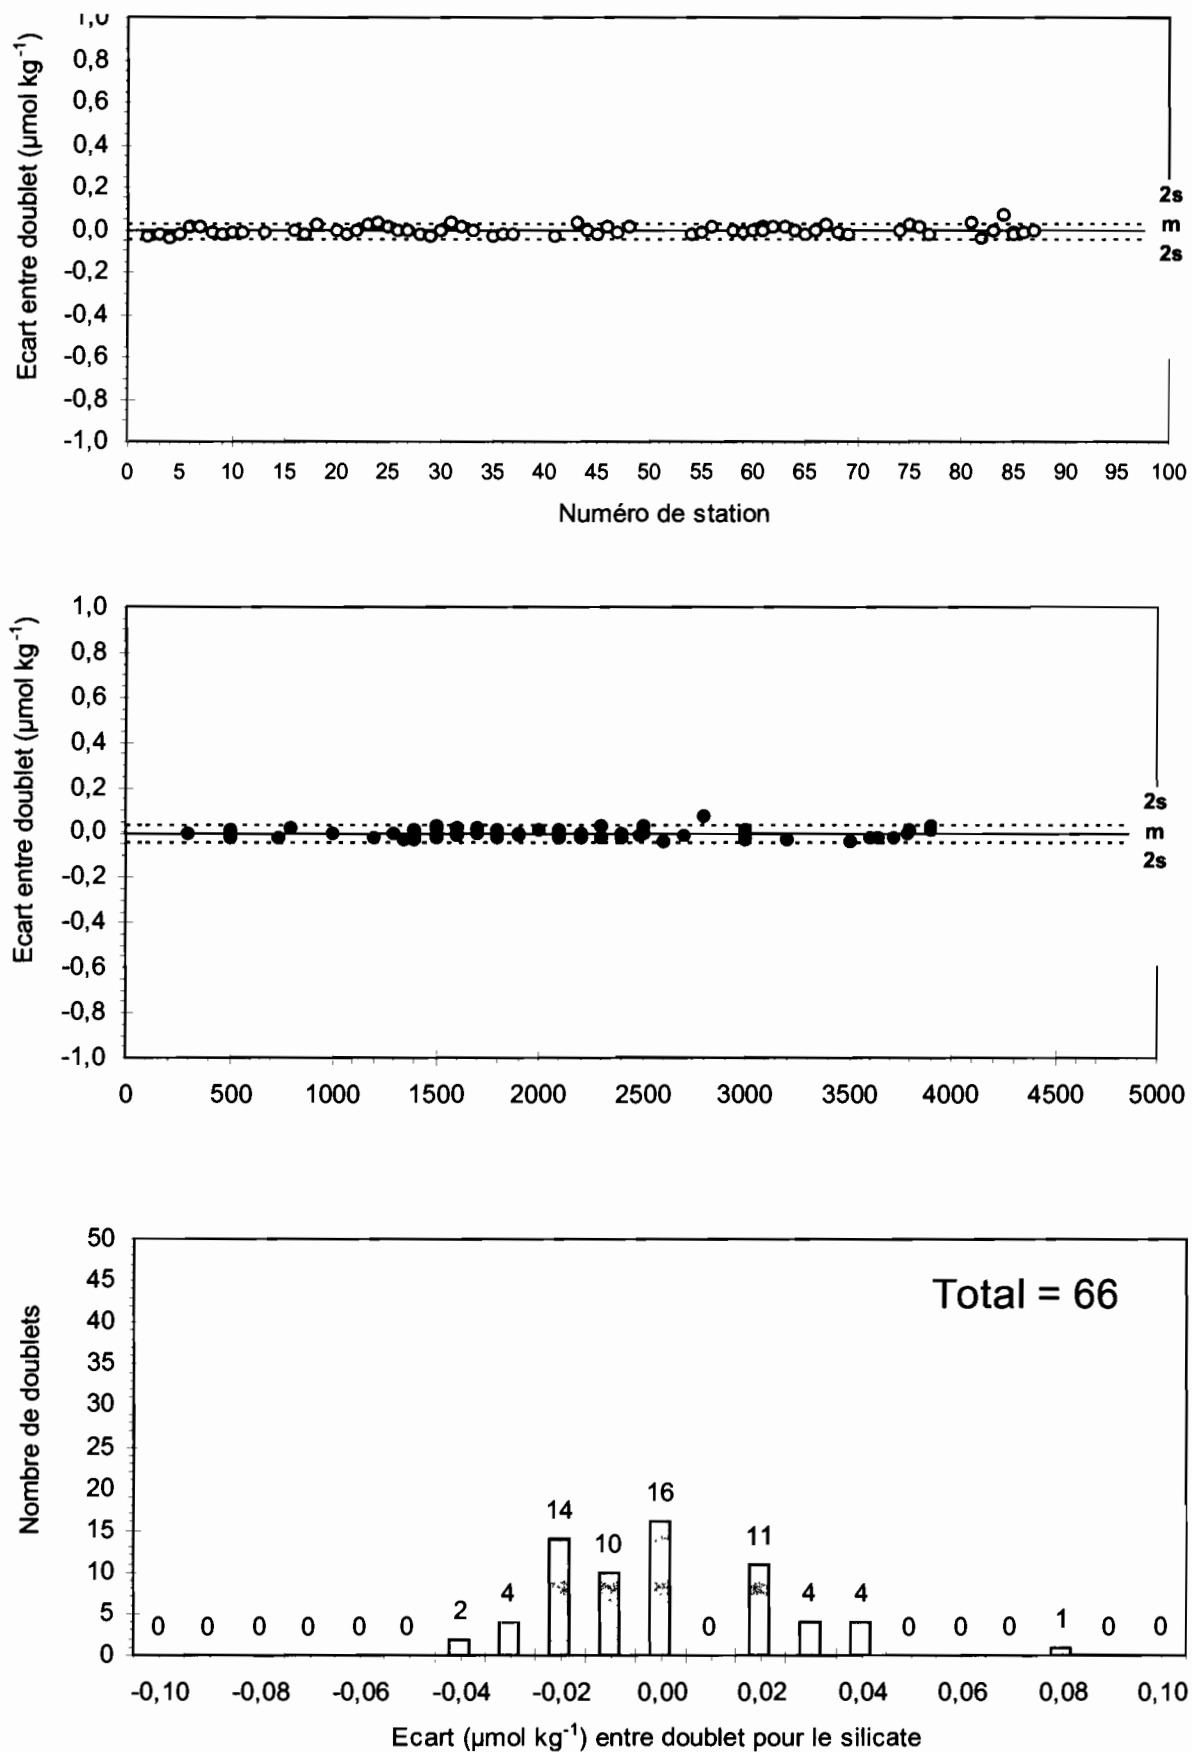 1,0
0,8
0,6
0,4
0,2
0,0
-0,2
-0,4
-0,6
-0,8
-1,0
Ecart entre doublet (µmol kg⁻¹)
2s
m
2s
0 5 10 15 20 25 30 35 40 45 50 55 60 65 70 75 80 85 90 95 100
Numéro de station
1,0
0,8
0,6
0,4
0,2
0,0
-0,2
-0,4
-0,6
-0,8
-1,0
Ecart entre doublet (µmol kg⁻¹)
2s
m
2s
0 500 1000 1500 2000 2500 3000 3500 4000 4500 5000
50
45
40
35
30
25
20
15
10
5
0
Nombre de doublets
Total = 66
0 0 0 0 0 0 2 4 14 10 16 0 11 4 4 0 0 0 1 0 0
-0,10 -0,08 -0,06 -0,04 -0,02 0,00 0,02 0,04 0,06 0,08 0,10
Ecart (µmol kg⁻¹) entre doublet pour le silicate